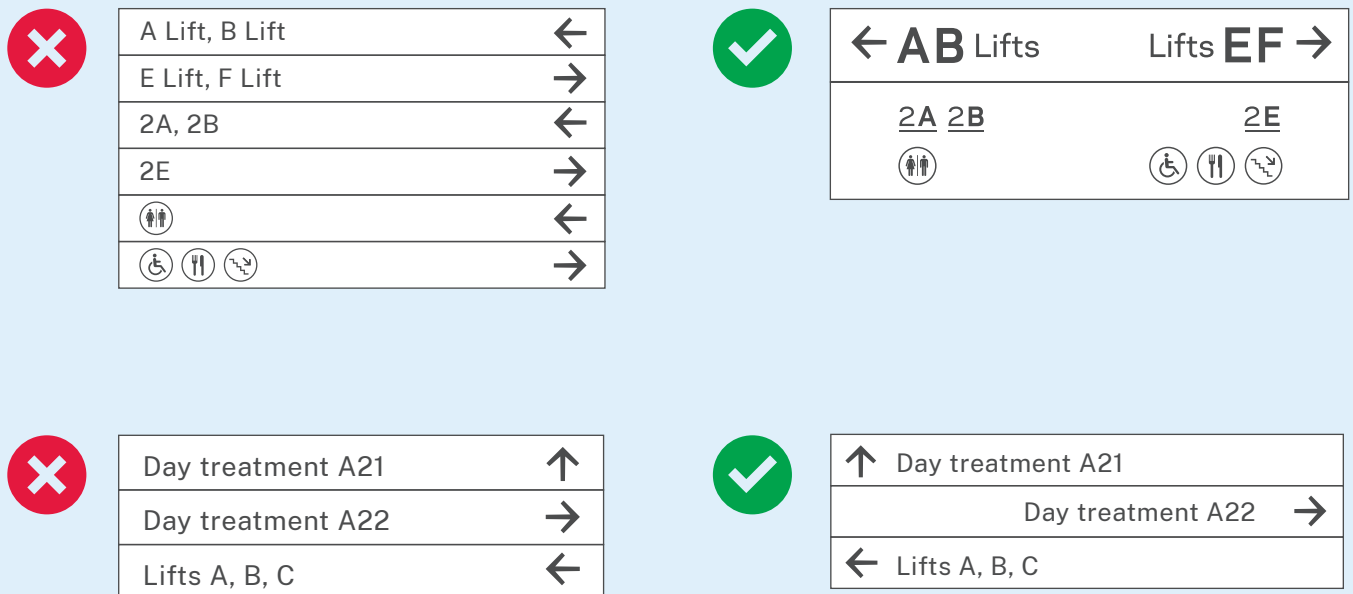 A Lift, B Lift ←
E Lift, F Lift →
2A, 2B ←
2E →
← AB Lifts Lifts EF →
2A 2B 2E
Day treatment A21 ↑
Day treatment A22 →
Lifts A, B, C ←
↑ Day treatment A21
Day treatment A22 →
← Lifts A, B, C